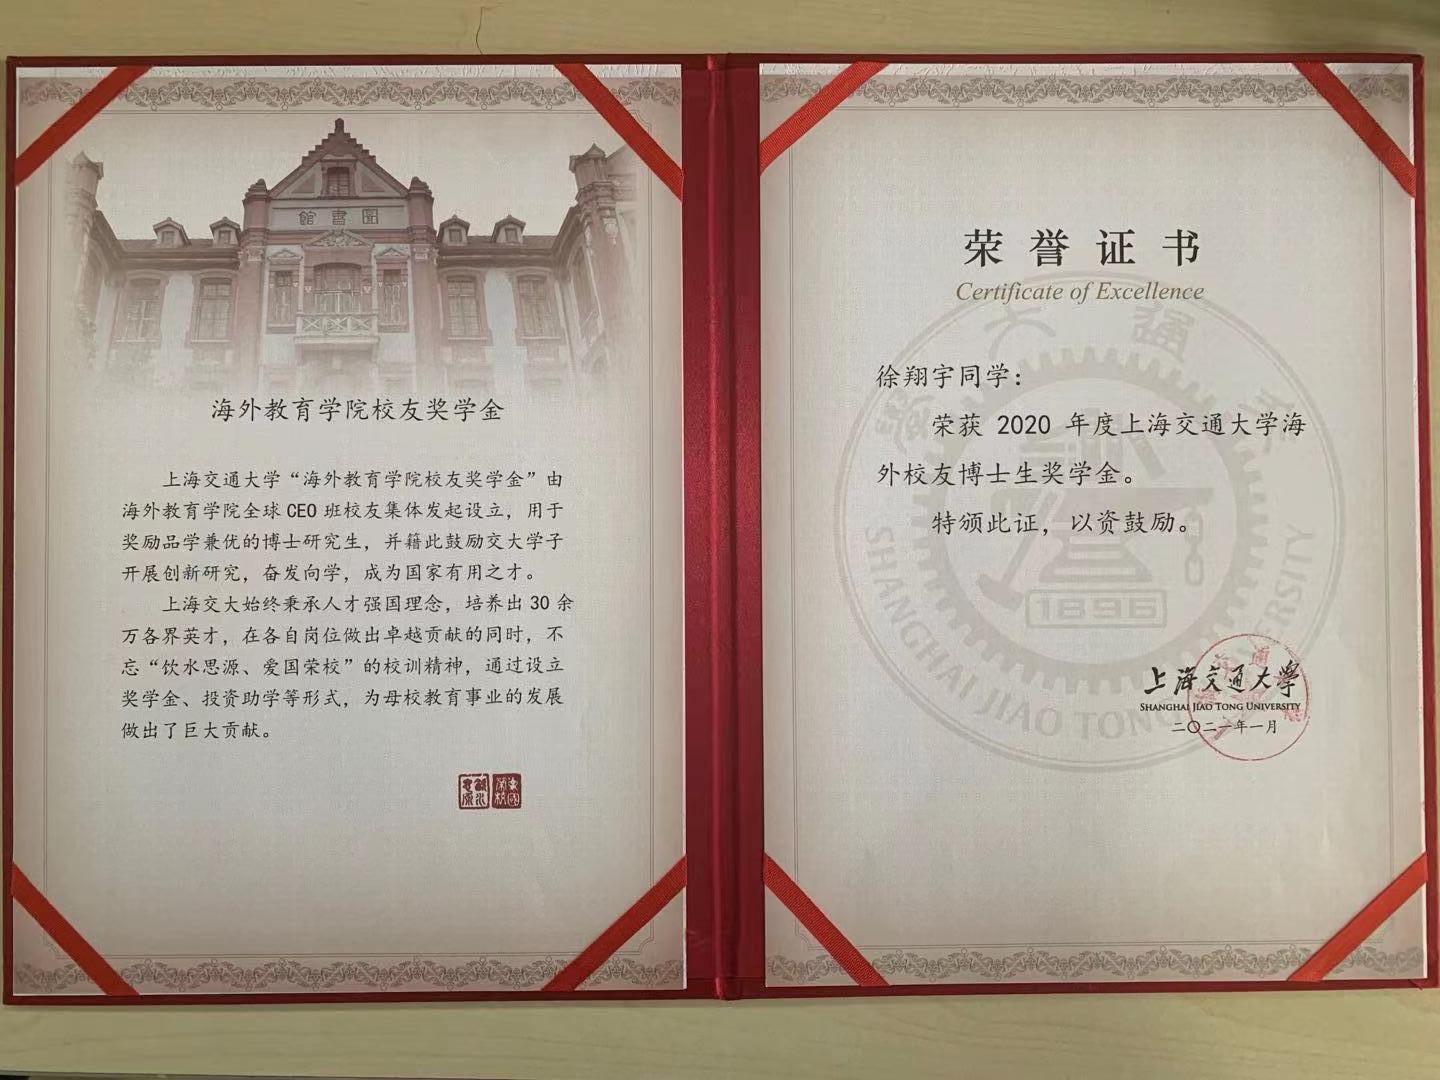 圖書館
海外教育学院校友奖学金
上海交通大学“海外教育学院校友奖学金”由
海外教育学院全球 CEO 班校友集体发起设立，用于
奖励品学兼优的博士研究生，并藉此鼓励交大学子
开展创新研究，奋发向学，成为国家有用之才。
上海交大始终秉承人才强国理念，培养出 30 余
万各界英才，在各自岗位做出卓越贡献的同时，不
忘“饮水思源、爱国荣校”的校训精神，通过设立
奖学金、投资助学等形式，为母校教育事业的发展
做出了巨大贡献。
荣誉证书
Certificate of Excellence
徐翔宇同学：
荣获 2020 年度上海交通大学海
外校友博士生奖学金。
特颁此证，以资鼓励。
1896
SHANGHAI JIAO TONG UNIVERSITY
上海交通大學
SHANGHAI JIAO TONG UNIVERSITY
二〇二一年一月